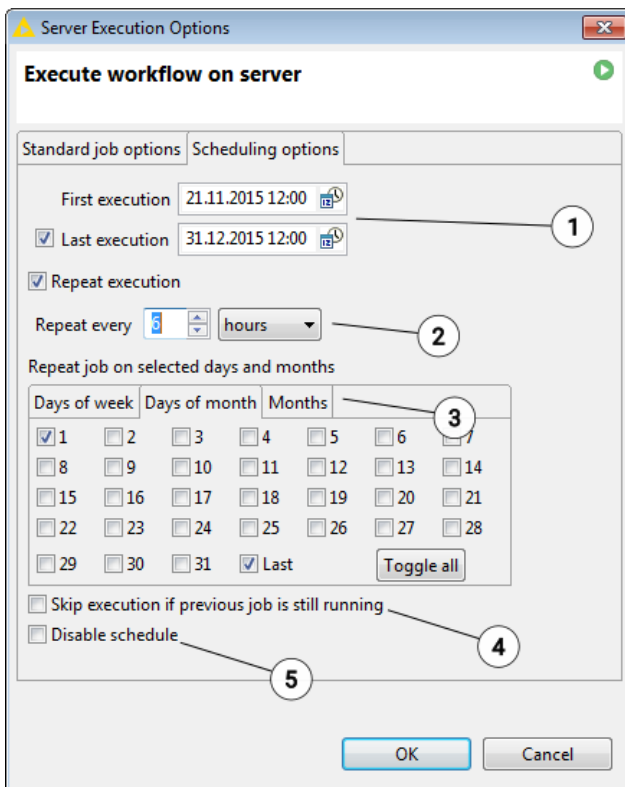 Server Execution Options
Execute workflow on server
Standard job options Scheduling options
First execution 21.11.2015 12:00
1
Last execution 31.12.2015 12:00
Repeat execution
Repeat every 6 hours
2
Repeat job on selected days and months
Days of week Days of month Months
3
1 2 3 4 5 6 7
8 9 10 11 12 13 14
15 16 17 18 19 20 21
22 23 24 25 26 27 28
29 30 31 Last Toggle all
Skip execution if previous job is still running
4
Disable schedule
5
OK Cancel